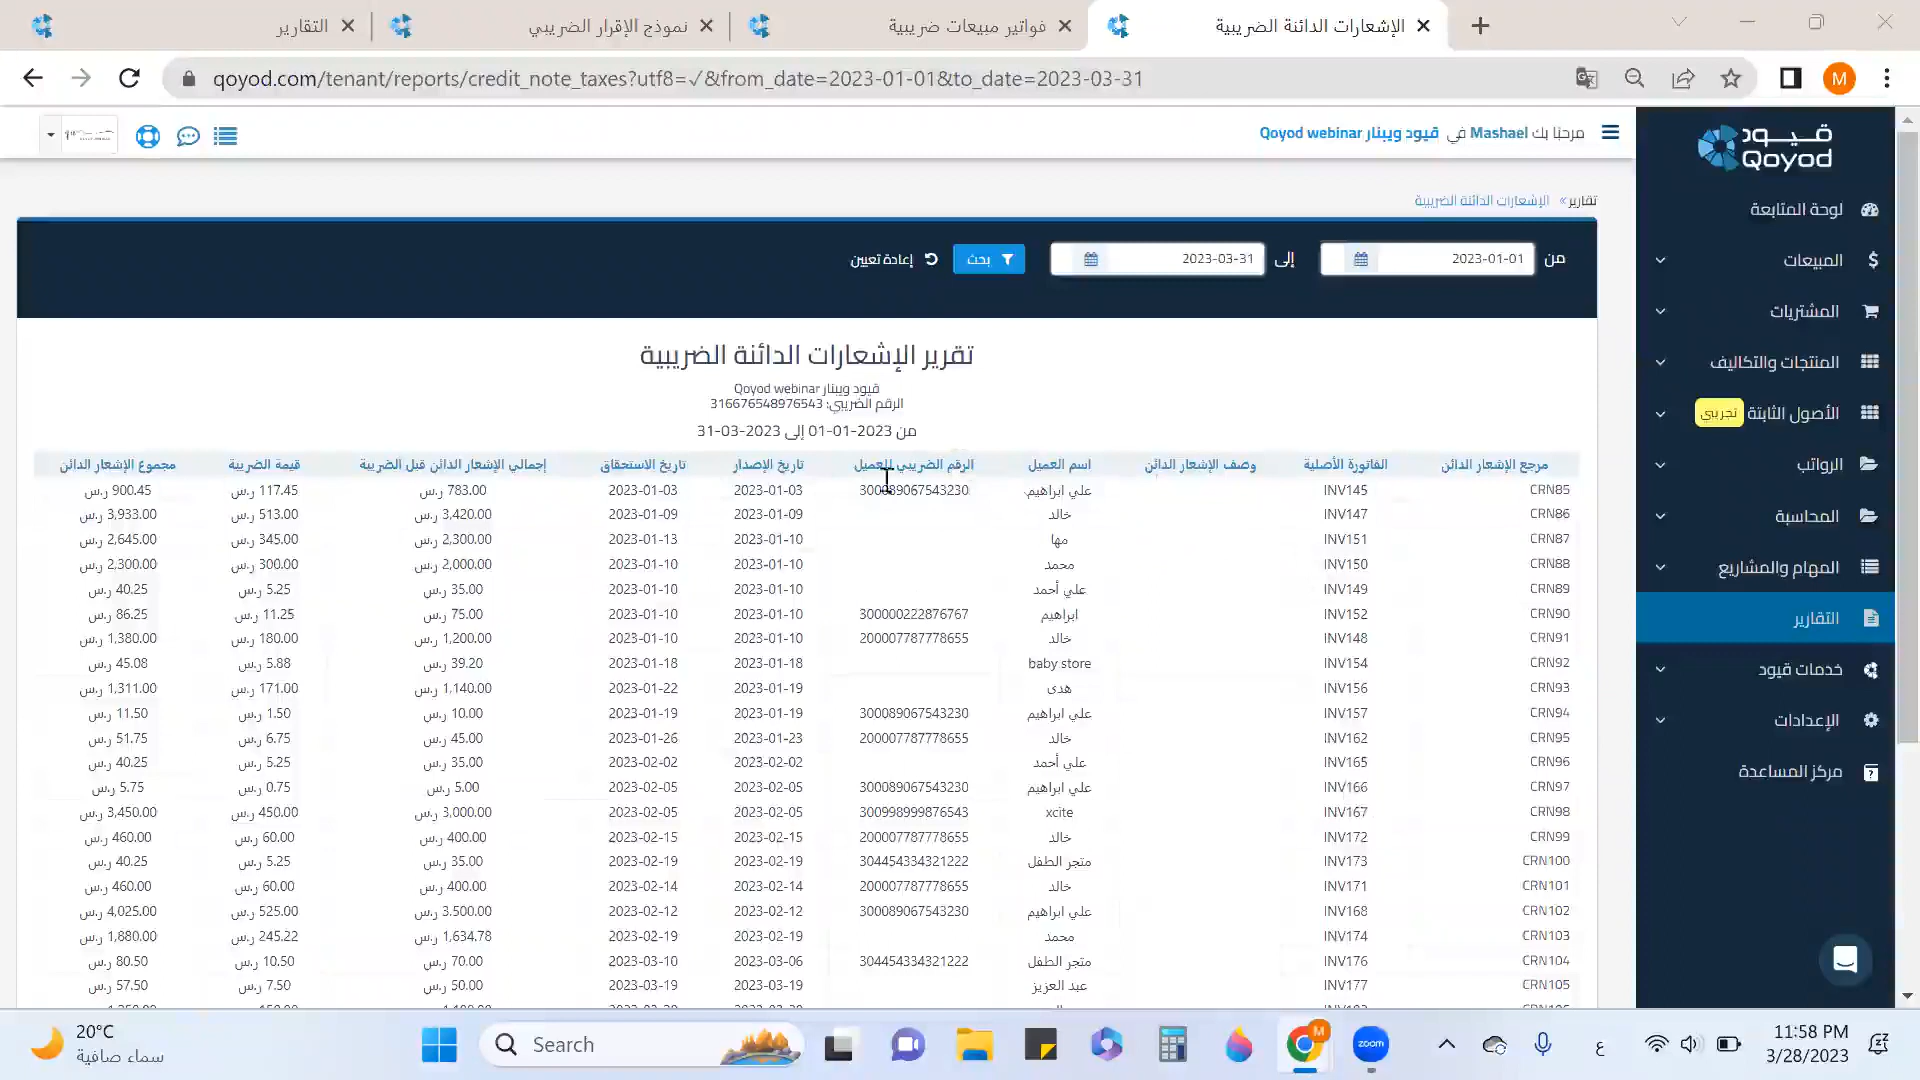 التقارير
نموذج الإقرار الضريبي
فواتير مبيعات ضريبية
الإشعارات الدائنة الضريبية
qoyod.com/tenant/reports/credit_note_taxes?utf8=✓&from_date=2023-01-01&to_date=2023-03-31
M
مرحبًا بك Mashael في قيود ويبنار Qoyod webinar
قيود
Qoyod
لوحة المتابعة
المبيعات
المشتريات
المنتجات والتكاليف
الأصول الثابتة تجريبي
الرواتب
المحاسبة
المهام والمشاريع
التقارير
خدمات قيود
الإعدادات
مركز المساعدة
تقارير » الإشعارات الدائنة الضريبية
من 2023-01-01 إلى 2023-03-31 بحث إعادة تعيين
تقرير الإشعارات الدائنة الضريبية
قيود ويبنار Qoyod webinar
الرقم الضريبي: 316676548976543
من 2023-01-01 إلى 2023-03-31
مرجع الإشعار الدائن الفاتورة الأصلية وصف الإشعار الدائن اسم العميل الرقم الضريبي للعميل تاريخ الإصدار تاريخ الاستحقاق إجمالي الإشعار الدائن قبل الضريبة قيمة الضريبة مجموع الإشعار الدائن
CRN85 INV145 علي ابراهيم 300089067543230 2023-01-03 2023-01-03 783.00 ر.س 117.45 ر.س 900.45 ر.س
CRN86 INV147 خالد 2023-01-09 2023-01-09 3,420.00 ر.س 513.00 ر.س 3,933.00 ر.س
CRN87 INV151 مها 2023-01-10 2023-01-13 2,300.00 ر.س 345.00 ر.س 2,645.00 ر.س
CRN88 INV150 محمد 2023-01-10 2023-01-10 2,000.00 ر.س 300.00 ر.س 2,300.00 ر.س
CRN89 INV149 علي أحمد 2023-01-10 2023-01-10 35.00 ر.س 5.25 ر.س 40.25 ر.س
CRN90 INV152 ابراهيم 300000222876767 2023-01-10 2023-01-10 75.00 ر.س 11.25 ر.س 86.25 ر.س
CRN91 INV148 خالد 200007787778655 2023-01-10 2023-01-10 1,200.00 ر.س 180.00 ر.س 1,380.00 ر.س
CRN92 INV154 baby store 2023-01-18 2023-01-18 39.20 ر.س 5.88 ر.س 45.08 ر.س
CRN93 INV156 هدى 2023-01-19 2023-01-22 1,140.00 ر.س 171.00 ر.س 1,311.00 ر.س
CRN94 INV157 علي ابراهيم 300089067543230 2023-01-19 2023-01-19 10.00 ر.س 1.50 ر.س 11.50 ر.س
CRN95 INV162 خالد 200007787778655 2023-01-23 2023-01-26 45.00 ر.س 6.75 ر.س 51.75 ر.س
CRN96 INV165 علي أحمد 2023-02-02 2023-02-02 35.00 ر.س 5.25 ر.س 40.25 ر.س
CRN97 INV166 علي ابراهيم 300089067543230 2023-02-05 2023-02-05 5.00 ر.س 0.75 ر.س 5.75 ر.س
CRN98 INV167 xcite 300998999876543 2023-02-05 2023-02-05 3,000.00 ر.س 450.00 ر.س 3,450.00 ر.س
CRN99 INV172 خالد 200007787778655 2023-02-15 2023-02-15 400.00 ر.س 60.00 ر.س 460.00 ر.س
CRN100 INV173 متجر الطفل 304454334321222 2023-02-19 2023-02-19 35.00 ر.س 5.25 ر.س 40.25 ر.س
CRN101 INV171 خالد 200007787778655 2023-02-14 2023-02-14 400.00 ر.س 60.00 ر.س 460.00 ر.س
CRN102 INV168 علي ابراهيم 300089067543230 2023-02-12 2023-02-12 3,500.00 ر.س 525.00 ر.س 4,025.00 ر.س
CRN103 INV174 محمد 2023-02-19 2023-02-19 1,634.78 ر.س 245.22 ر.س 1,880.00 ر.س
CRN104 INV176 متجر الطفل 304454334321222 2023-03-06 2023-03-10 70.00 ر.س 10.50 ر.س 80.50 ر.س
CRN105 INV177 عبد العزيز 2023-03-19 2023-03-19 50.00 ر.س 7.50 ر.س 57.50 ر.س
20°C
سماء صافية
Search
M
zoom
ع
11:58 PM
3/28/2023